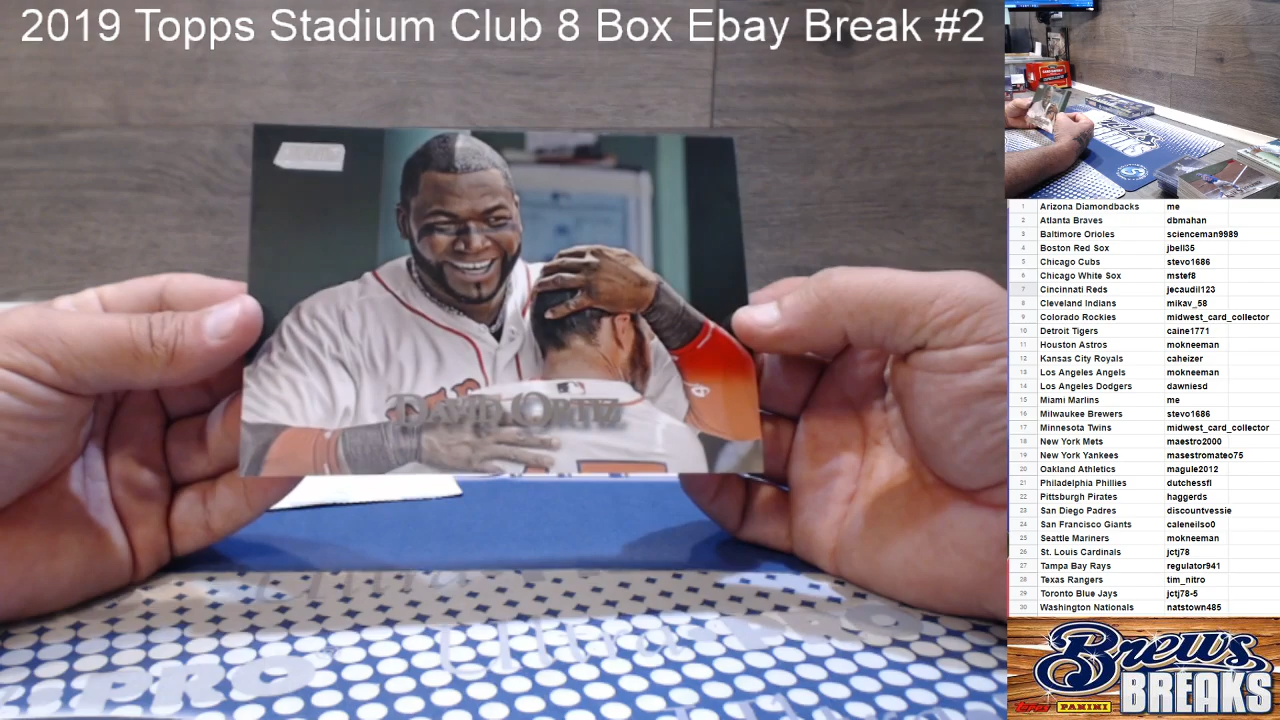 2019 Topps Stadium Club 8 Box Ebay Break #2
DAVID ORTIZ
PRO
1 Arizona Diamondbacks me
2 Atlanta Braves dbmahan
3 Baltimore Orioles scienceman9989
4 Boston Red Sox jbell35
5 Chicago Cubs stevo1686
6 Chicago White Sox mstef8
7 Cincinnati Reds jecaudil123
8 Cleveland Indians mikav_58
9 Colorado Rockies midwest_card_collector
10 Detroit Tigers caine1771
11 Houston Astros mokneeman
12 Kansas City Royals caheizer
13 Los Angeles Angels mokneeman
14 Los Angeles Dodgers dawniesd
15 Miami Marlins me
16 Milwaukee Brewers stevo1686
17 Minnesota Twins midwest_card_collector
18 New York Mets maestro2000
19 New York Yankees masestromateo75
20 Oakland Athletics magule2012
21 Philadelphia Phillies dutchessfl
22 Pittsburgh Pirates haggerds
23 San Diego Padres discountvessie
24 San Francisco Giants caleneilso0
25 Seattle Mariners mokneeman
26 St. Louis Cardinals jctj78
27 Tampa Bay Rays regulator941
28 Texas Rangers tim_nitro
29 Toronto Blue Jays jctj78-5
30 Washington Nationals natstown485
Brews
BREAKS
topps PANINI